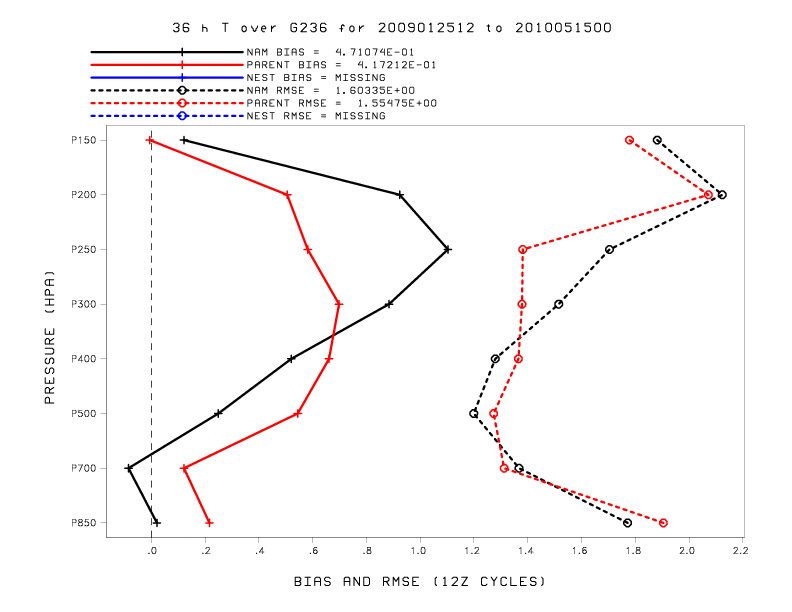 36 h T over G236 for 2009012512 to 2010051500
NAM BIAS = 4.71074E-01
PARENT BIAS = 4.17212E-01
NEST BIAS = MISSING
NAM RMSE = 1.60335E+00
PARENT RMSE = 1.55475E+00
NEST RMSE = MISSING
P150
P200
P250
P300
P400
P500
P700
P850
PRESSURE (HPA)
.0 .2 .4 .6 .8 1.0 1.2 1.4 1.6 1.8 2.0 2.2
BIAS AND RMSE (12Z CYCLES)